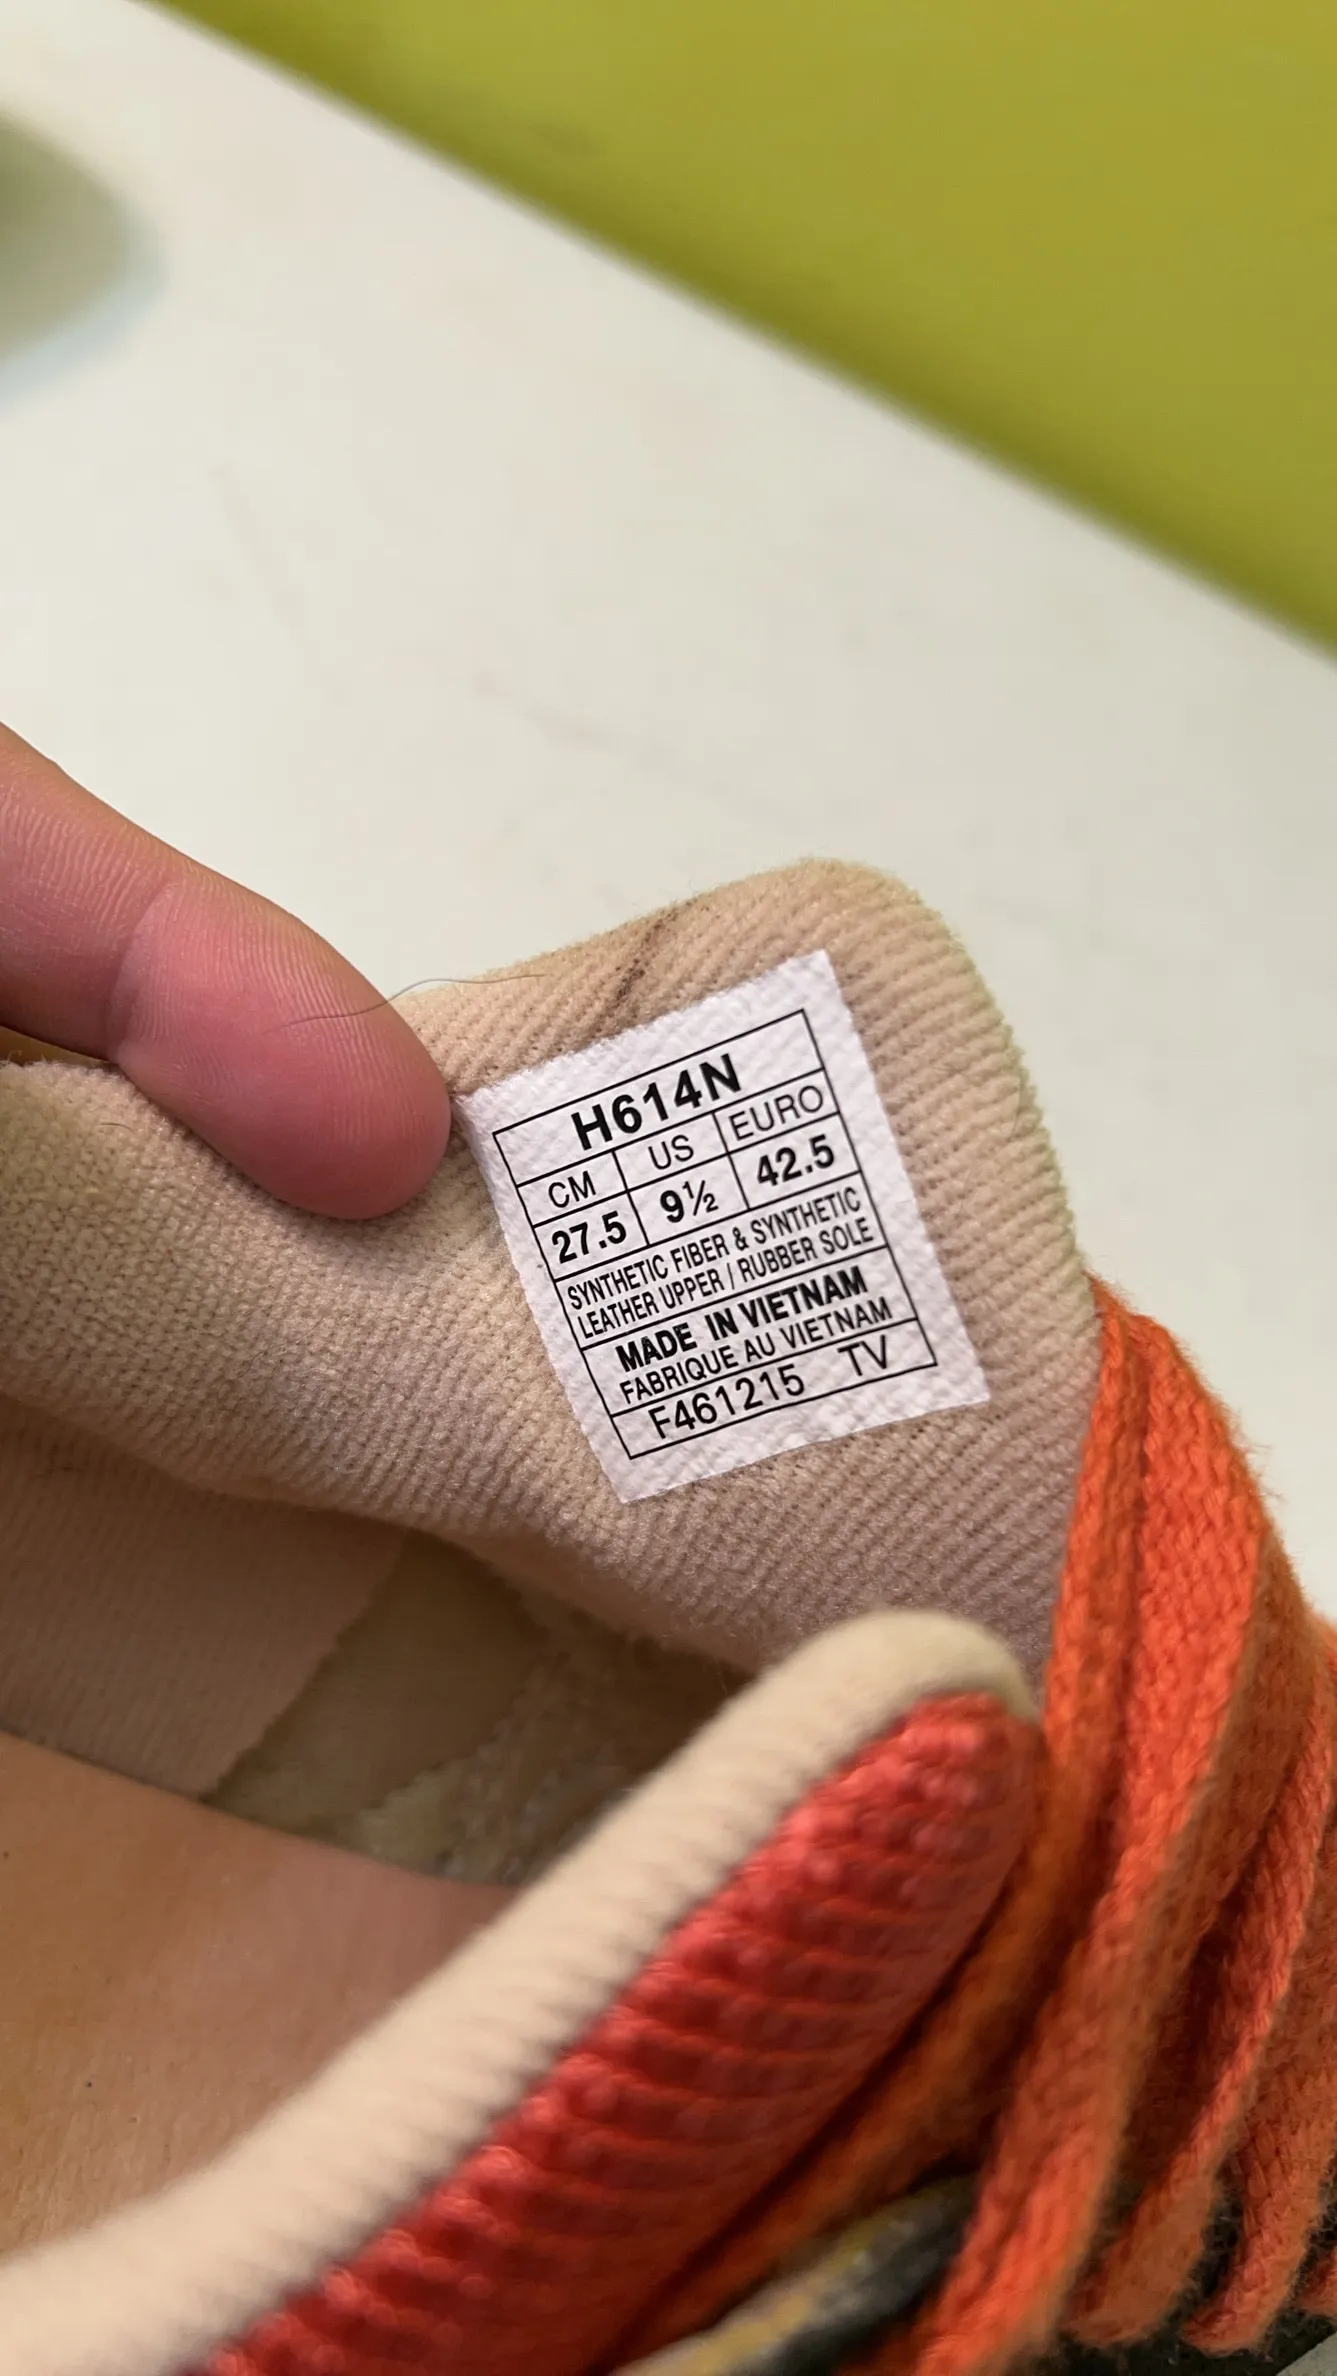 H614N
CM US EURO
27.5 9½ 42.5
SYNTHETIC FIBER & SYNTHETIC
LEATHER UPPER / RUBBER SOLE
MADE IN VIETNAM
FABRIQUE AU VIETNAM
F461215 TV